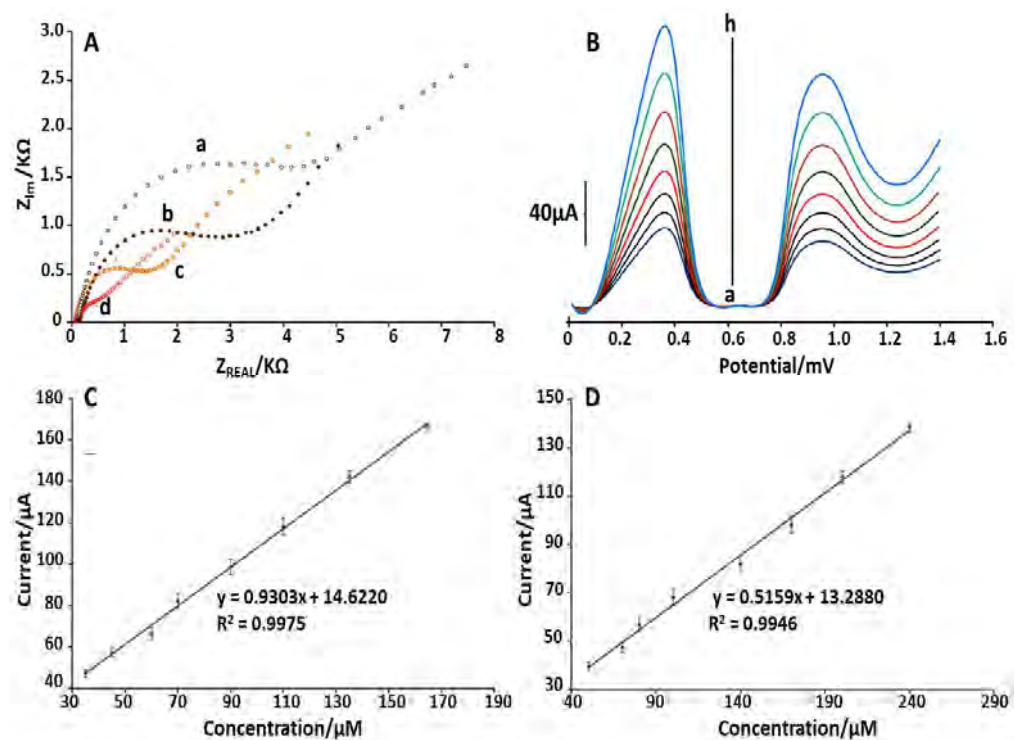 A
3.0
2.5
2.0
1.5
1.0
0.5
0
Z_Im/KΩ
a
b
c
d
0 1 2 3 4 5 6 7 8
Z_REAL/KΩ
B
h
40µA
a
0 0.2 0.4 0.6 0.8 1.0 1.2 1.4 1.6
Potential/mV
C
180
160
140
120
100
80
60
40
Current/µA
y = 0.9303x + 14.6220
R² = 0.9975
30 50 70 90 110 130 150 170 190
Concentration/µM
D
150
130
110
90
70
50
30
Current/µA
y = 0.5159x + 13.2880
R² = 0.9946
40 90 140 190 240 290
Concentration/µM